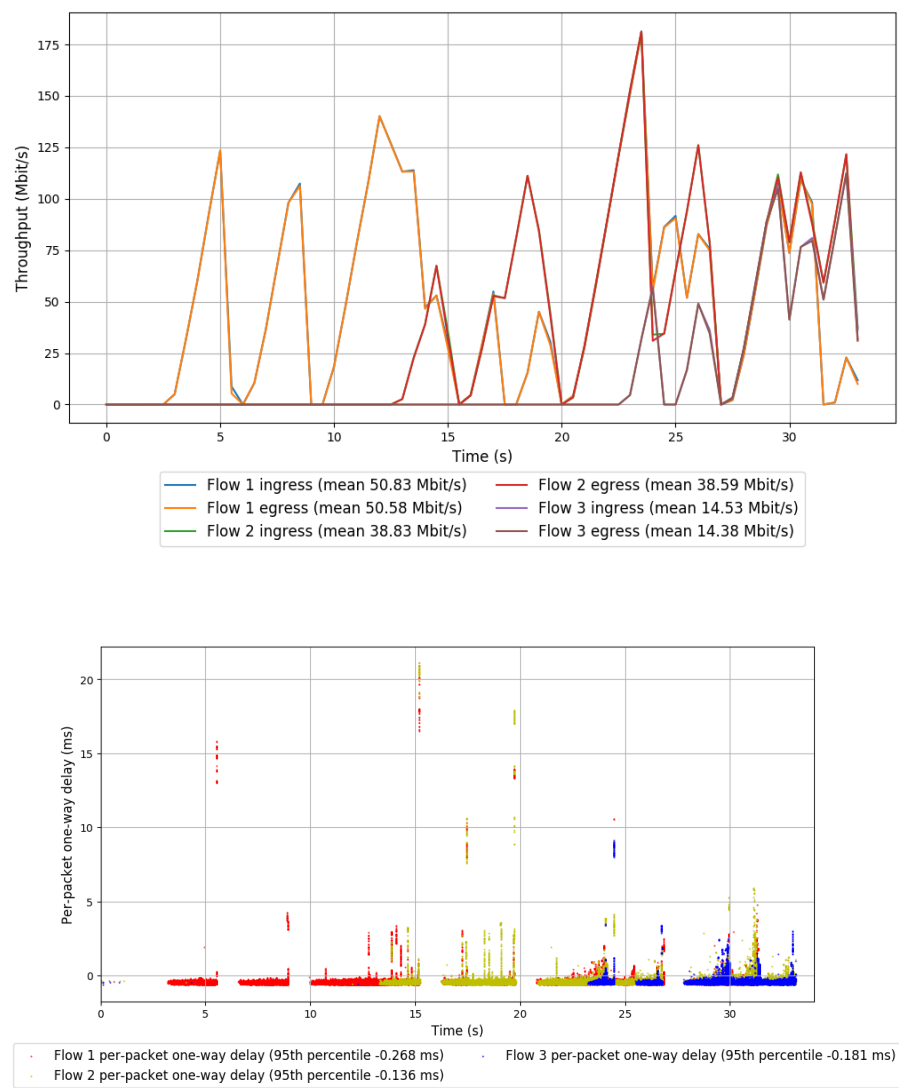 175
150
125
100
75
50
25
0
Throughput (Mbit/s)
0 5 10 15 20 25 30
Time (s)
Flow 1 ingress (mean 50.83 Mbit/s)
Flow 1 egress (mean 50.58 Mbit/s)
Flow 2 ingress (mean 38.83 Mbit/s)
Flow 2 egress (mean 38.59 Mbit/s)
Flow 3 ingress (mean 14.53 Mbit/s)
Flow 3 egress (mean 14.38 Mbit/s)
20
15
10
5
0
Per-packet one-way delay (ms)
0 5 10 15 20 25 30
Time (s)
Flow 1 per-packet one-way delay (95th percentile -0.268 ms)
Flow 2 per-packet one-way delay (95th percentile -0.136 ms)
Flow 3 per-packet one-way delay (95th percentile -0.181 ms)